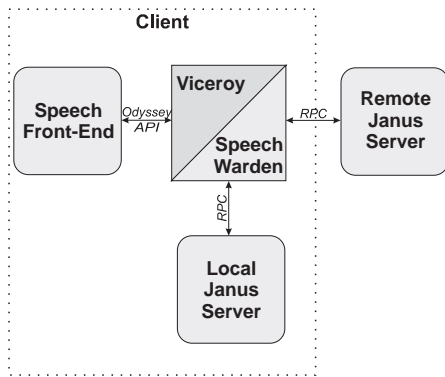 Client
Speech
Front-End
Odyssey
API
Viceroy
Speech
Warden
RPC
Remote
Janus
Server
RPC
Local
Janus
Server